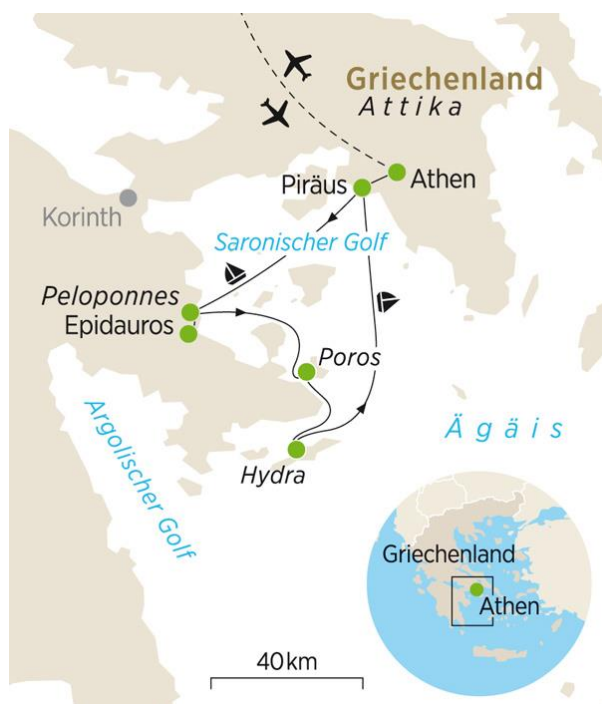 Griechenland
Attika
Athen
Piräus
Korinth
Saronischer Golf
Peloponnes
Epidauros
Poros
Argolischer Golf
Ägäis
Hydra
Griechenland
Athen
40 km